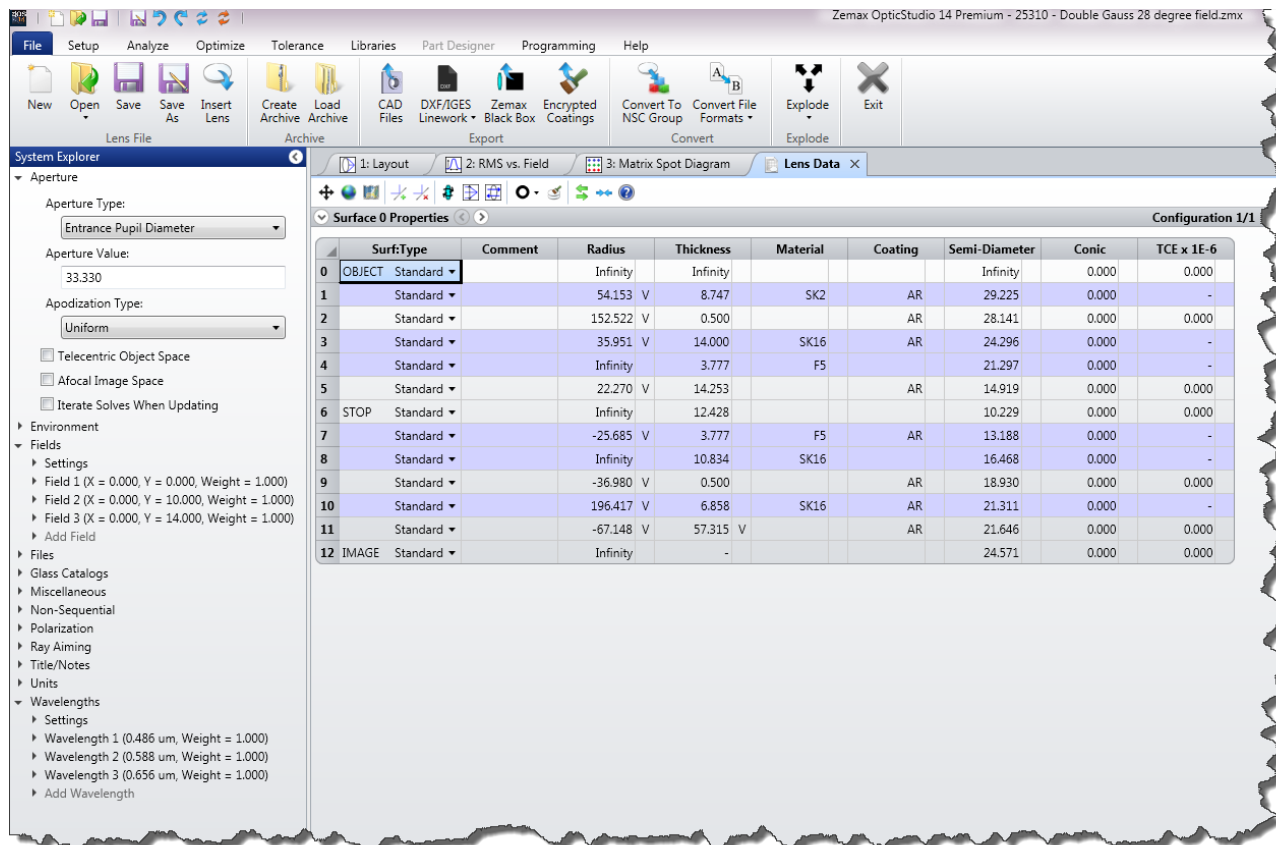 Zemax OpticStudio 14 Premium - 25310 - Double Gauss 28 degree field.zmx
File Setup Analyze Optimize Tolerance Libraries Part Designer Programming Help
New Open Save Save As Insert Lens Create Archive Load Archive CAD Files DXF/IGES Linework Zemax Black Box Encrypted Coatings Convert To NSC Group Convert File Formats Explode Exit
Lens File Archive Export Convert Explode
System Explorer
1: Layout 2: RMS vs. Field 3: Matrix Spot Diagram Lens Data
Surface 0 Properties Configuration 1/1
Aperture
Aperture Type:
Entrance Pupil Diameter
Aperture Value:
33.330
Apodization Type:
Uniform
Telecentric Object Space
Afocal Image Space
Iterate Solves When Updating
Environment
Fields
Settings
Field 1 (X = 0.000, Y = 0.000, Weight = 1.000)
Field 2 (X = 0.000, Y = 10.000, Weight = 1.000)
Field 3 (X = 0.000, Y = 14.000, Weight = 1.000)
Add Field
Files
Glass Catalogs
Miscellaneous
Non-Sequential
Polarization
Ray Aiming
Title/Notes
Units
Wavelengths
Settings
Wavelength 1 (0.486 um, Weight = 1.000)
Wavelength 2 (0.588 um, Weight = 1.000)
Wavelength 3 (0.656 um, Weight = 1.000)
Add Wavelength
Surf:Type Comment Radius Thickness Material Coating Semi-Diameter Conic TCE x 1E-6
0 OBJECT Standard Infinity Infinity Infinity 0.000 0.000
1 Standard 54.153 V 8.747 SK2 AR 29.225 0.000 -
2 Standard 152.522 V 0.500 AR 28.141 0.000 0.000
3 Standard 35.951 V 14.000 SK16 AR 24.296 0.000 -
4 Standard Infinity 3.777 F5 21.297 0.000 -
5 Standard 22.270 V 14.253 AR 14.919 0.000 0.000
6 STOP Standard Infinity 12.428 10.229 0.000 0.000
7 Standard -25.685 V 3.777 F5 AR 13.188 0.000 -
8 Standard Infinity 10.834 SK16 16.468 0.000 -
9 Standard -36.980 V 0.500 AR 18.930 0.000 0.000
10 Standard 196.417 V 6.858 SK16 AR 21.311 0.000 -
11 Standard -67.148 V 57.315 V AR 21.646 0.000 0.000
12 IMAGE Standard Infinity - 24.571 0.000 0.000